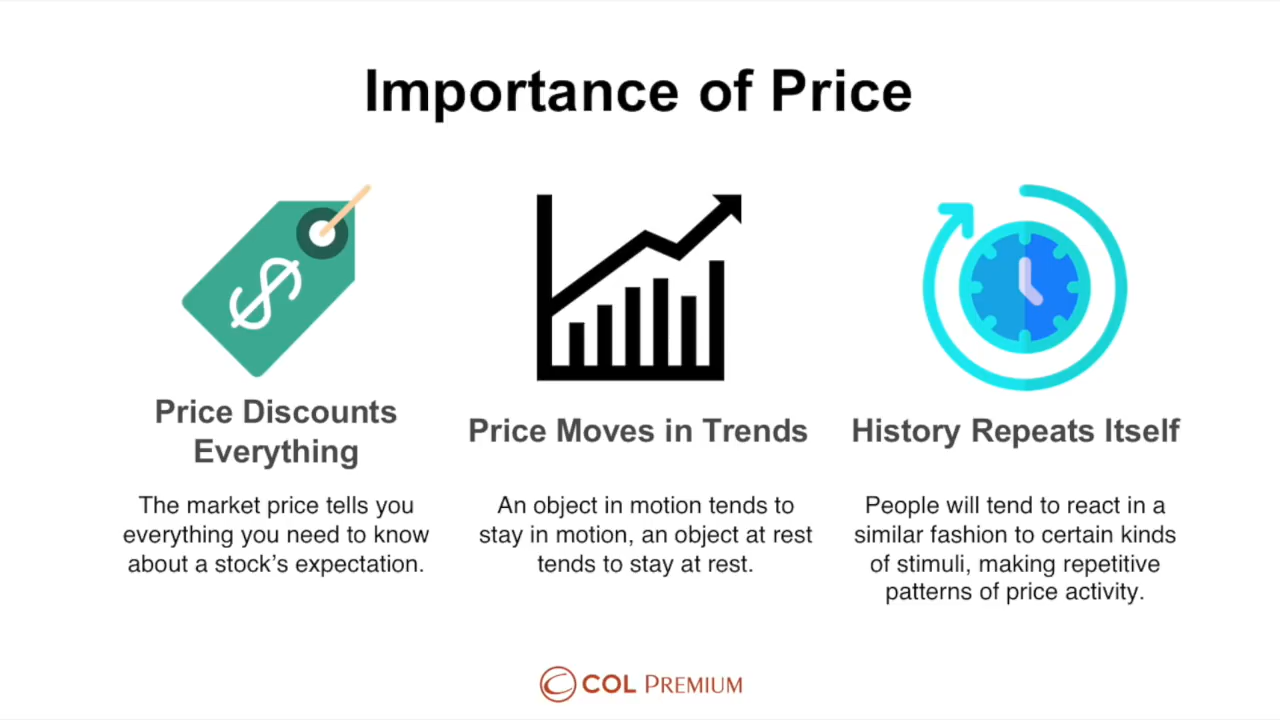 Importance of Price
Price Discounts
Everything
The market price tells you
everything you need to know
about a stock's expectation.
Price Moves in Trends
An object in motion tends to
stay in motion, an object at rest
tends to stay at rest.
History Repeats Itself
People will tend to react in a
similar fashion to certain kinds
of stimuli, making repetitive
patterns of price activity.
COL PREMIUM